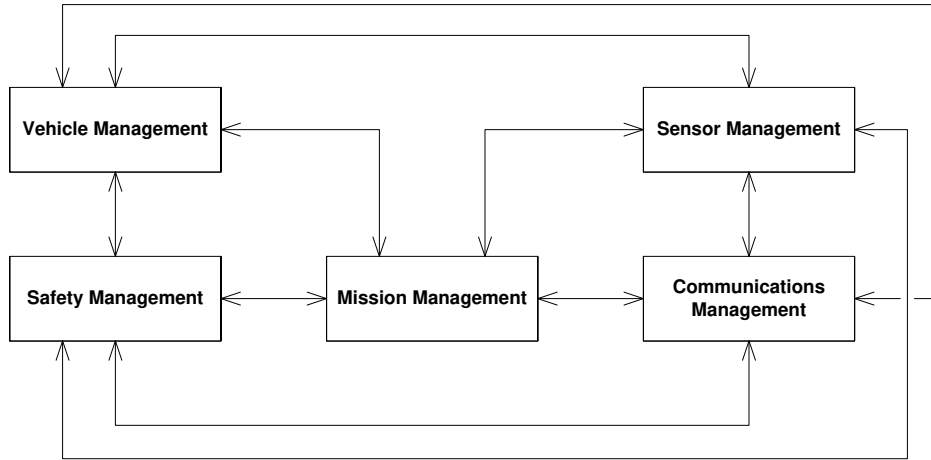 Vehicle Management
Sensor Management
Safety Management
Mission Management
Communications
Management